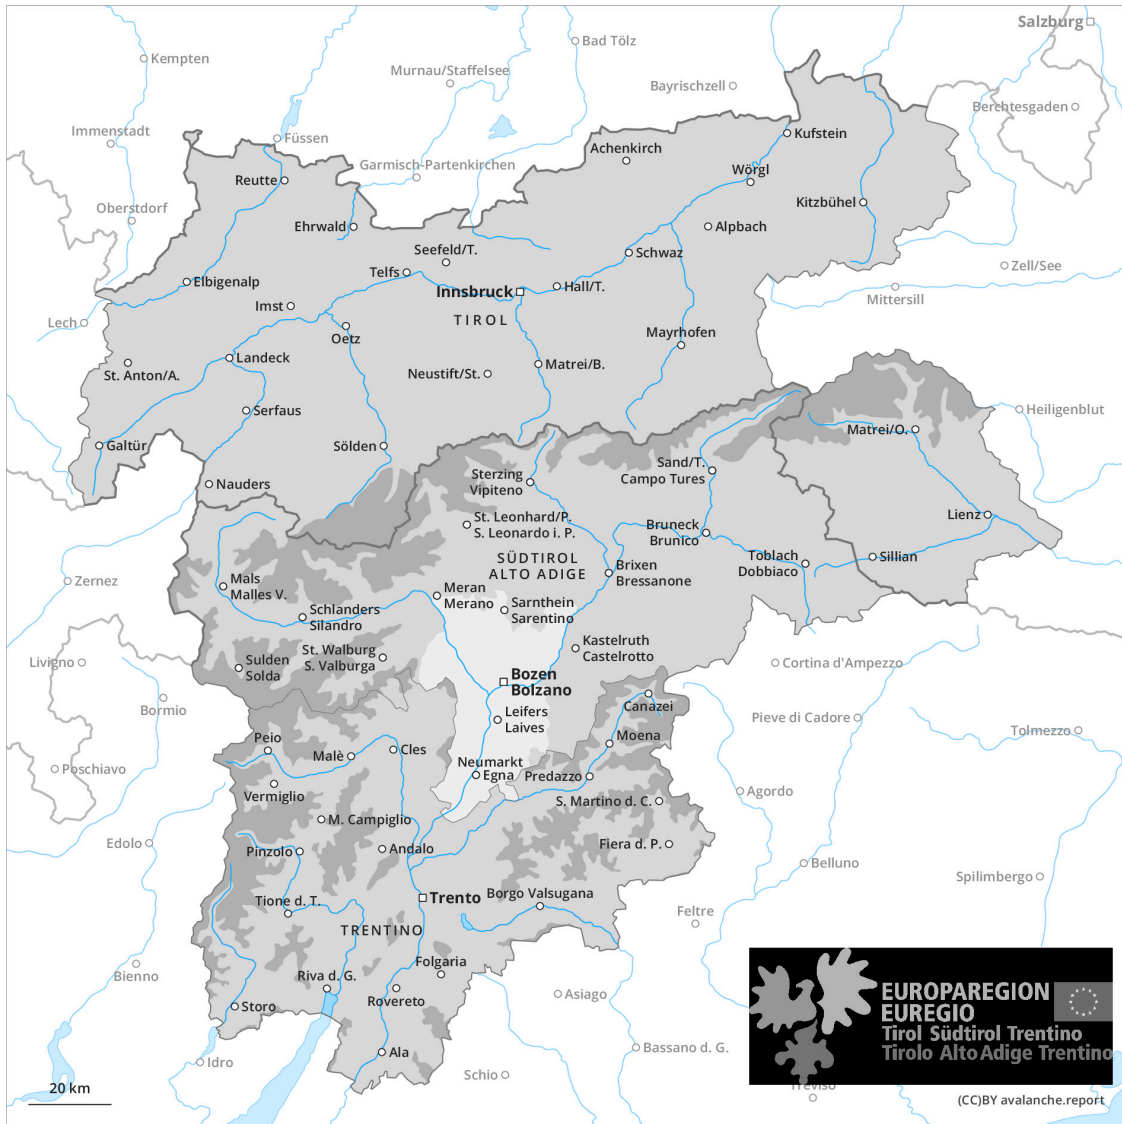 Salzburg
Bad Tölz
Kempten
Murnau/Staffelsee
Bayrischzell
Berchtesgaden
Immenstadt
Füssen
Kufstein
Achenkirch
Garmisch-Partenkirchen
Wörgl
Reutte
Kitzbühel
Oberstdorf
Ehrwald
Alpbach
Seefeld/T.
Schwaz
Zell/See
Telfs
Elbigenalp
Hall/T.
Innsbruck
Mittersill
Imst
TIROL
Lech
Oetz
Mayrhofen
Landeck
Matrei/B.
St. Anton/A.
Neustift/St.
Serfaus
Heiligenblut
Matrei/O.
Galtür
Sölden
Sand/T.
Campo Tures
Sterzing
Vipiteno
Nauders
Lienz
St. Leonhard/P.
S. Leonardo i. P.
Bruneck
Brunico
SÜDTIROL
ALTO ADIGE
Toblach
Dobbiaco
Sillian
Brixen
Bressanone
Zernez
Mals
Malles V.
Meran
Merano
Sarnthein
Sarentino
Schlanders
Silandro
Kastelruth
Castelrotto
St. Walburg
S. Valburga
Livigno
Sulden
Solda
Cortina d'Ampezzo
Bozen
Bolzano
Bormio
Canazei
Leifers
Laives
Pieve di Cadore
Tolmezzo
Peio
Moena
Cles
Malè
Neumarkt
Egna
Poschiavo
Predazzo
Vermiglio
Agordo
S. Martino d. C.
M. Campiglio
Edolo
Pinzolo
Andalo
Fiera d. P.
Belluno
Spilimbergo
Trento
Borgo Valsugana
Tione d. T.
Feltre
TRENTINO
Folgaria
Bienno
Riva d. G.
Rovereto
Asiago
Storo
EUROPAREGION
EUREGIO
Tirol Südtirol Trentino
Tirolo Alto Adige Trentino
Ala
Bassano d. G.
Idro
Schio
Treviso
20 km
(CC)BY avalanche.report